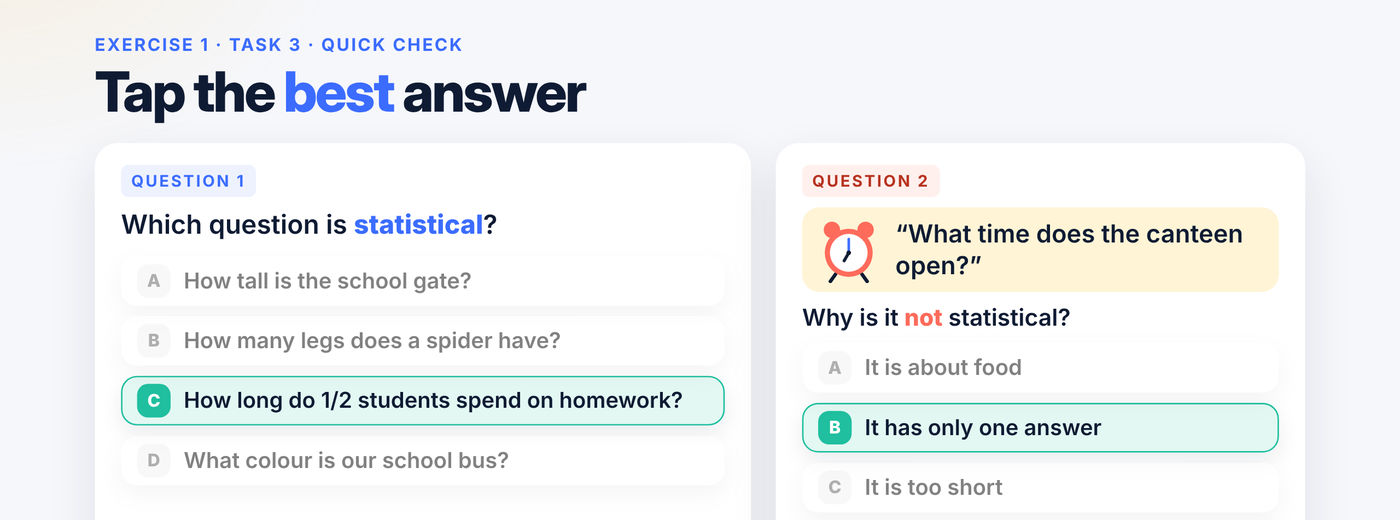 EXERCISE 1 · TASK 3 · QUICK CHECK
Tap the best answer
QUESTION 1
Which question is statistical?
A How tall is the school gate?
B How many legs does a spider have?
C How long do 1/2 students spend on homework?
D What colour is our school bus?
QUESTION 2
“What time does the canteen
open?”
Why is it not statistical?
A It is about food
B It has only one answer
C It is too short